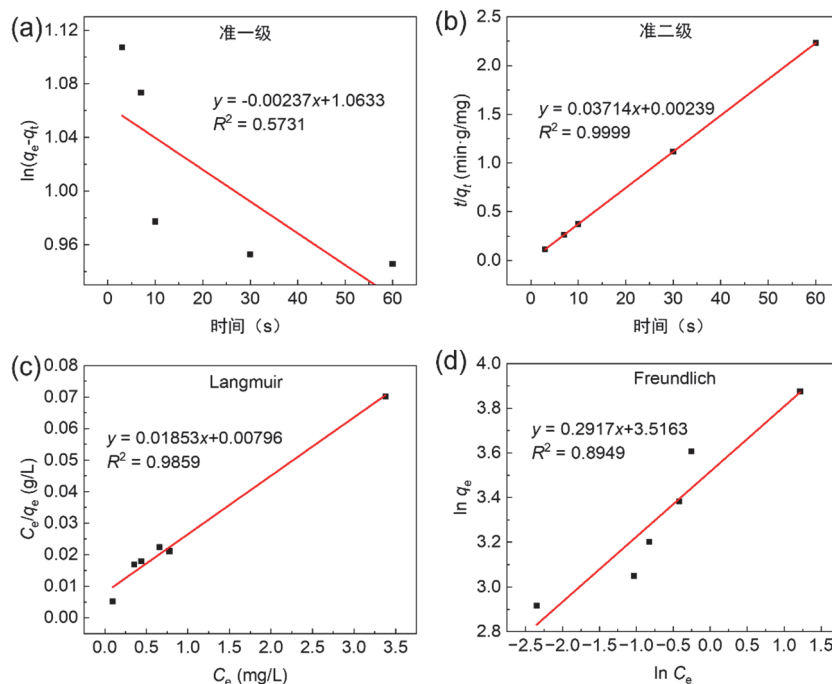 (a)
准一级
y = -0.00237x+1.0633
R² = 0.5731
ln(qₑ-qₜ)
1.12
1.08
1.04
1.00
0.96
0
10
20
30
40
50
60
时间（s）
(b)
准二级
y = 0.03714x+0.00239
R² = 0.9999
t/qₜ (min·g/mg)
2.5
2.0
1.5
1.0
0.5
0.0
0
10
20
30
40
50
60
时间（s）
(c)
Langmuir
y = 0.01853x+0.00796
R² = 0.9859
Cₑ/qₑ (g/L)
0.08
0.07
0.06
0.05
0.04
0.03
0.02
0.01
0.00
0.0
0.5
1.0
1.5
2.0
2.5
3.0
3.5
Cₑ (mg/L)
(d)
Freundlich
y = 0.2917x+3.5163
R² = 0.8949
ln qₑ
4.0
3.8
3.6
3.4
3.2
3.0
2.8
−2.5
−2.0
−1.5
−1.0
−0.5
0.0
0.5
1.0
1.5
ln Cₑ